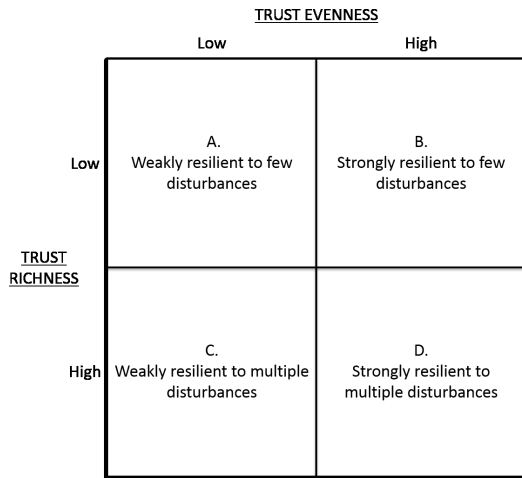 TRUST EVENNESS
Low High
A.
Weakly resilient to few
disturbances
B.
Strongly resilient to few
disturbances
Low
TRUST
RICHNESS
High
C.
Weakly resilient to multiple
disturbances
D.
Strongly resilient to
multiple disturbances